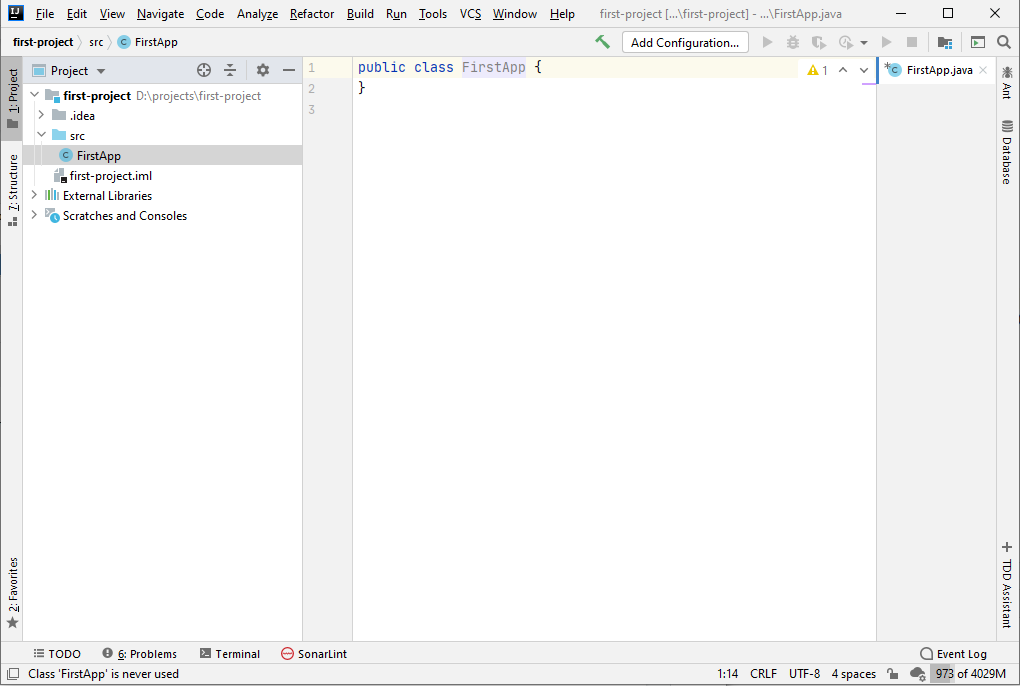 IJ File Edit View Navigate Code Analyze Refactor Build Run Tools VCS Window Help first-project [...\first-project] - ...\FirstApp.java
first-project src C FirstApp Add Configuration...
1: Project
Project
first-project D:\projects\first-project
.idea
src
C FirstApp
first-project.iml
External Libraries
Scratches and Consoles
7: Structure
2: Favorites
1 public class FirstApp {
2 }
3
1
* C FirstApp.java
Ant
Database
TDD Assistant
TODO 6: Problems Terminal SonarLint Event Log
Class 'FirstApp' is never used 1:14 CRLF UTF-8 4 spaces 973 of 4029M